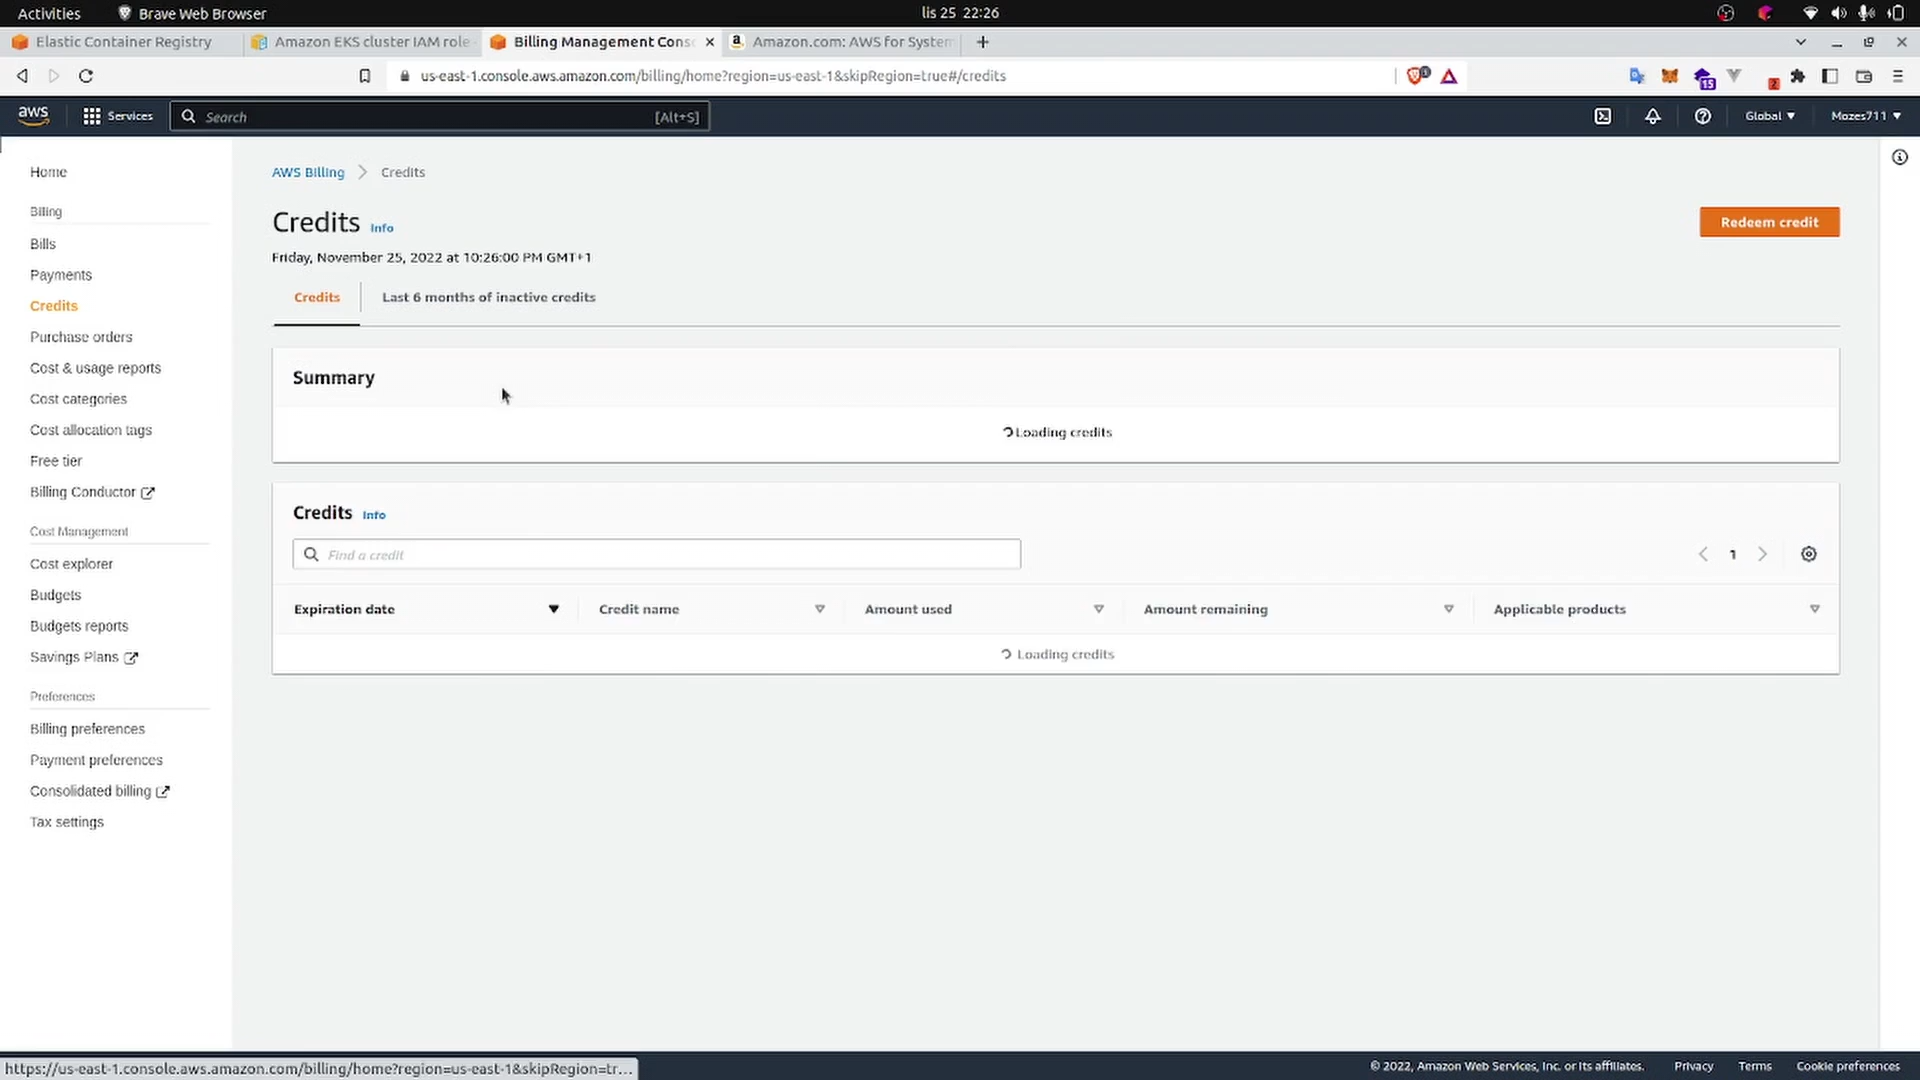 Activities
Brave Web Browser
lis 25 22:26
Elastic Container Registry
Amazon EKS cluster IAM role
Billing Management Cons
Amazon.com: AWS for System
us-east-1.console.aws.amazon.com/billing/home?region=us-east-1&skipRegion=true#/credits
1
15
2
aws
Services
Search
[Alt+S]
Global
Mozes711
Home
Billing
Bills
Payments
Credits
Purchase orders
Cost & usage reports
Cost categories
Cost allocation tags
Free tier
Billing Conductor
Cost Management
Cost explorer
Budgets
Budgets reports
Savings Plans
Preferences
Billing preferences
Payment preferences
Consolidated billing
Tax settings
AWS Billing
Credits
Credits Info
Redeem credit
Friday, November 25, 2022 at 10:26:00 PM GMT+1
Credits
Last 6 months of inactive credits
Summary
Loading credits
Credits Info
Find a credit
1
Expiration date
Credit name
Amount used
Amount remaining
Applicable products
Loading credits
https://us-east-1.console.aws.amazon.com/billing/home?region=us-east-1&skipRegion=tr...
© 2022, Amazon Web Services, Inc. or its affiliates.
Privacy
Terms
Cookie preferences